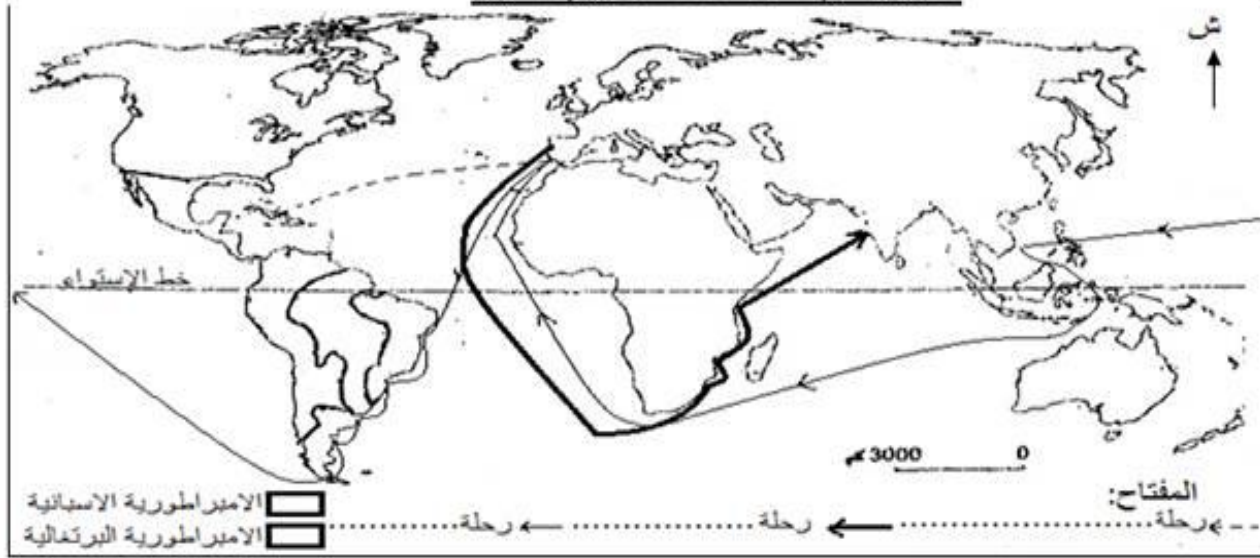 ش
خط الإستواء
3000 كم 0
المفتاح:
الامبراطورية الاسبانية
الامبراطورية البرتغالية
رحلة .................... رحلة .................... رحلة ....................